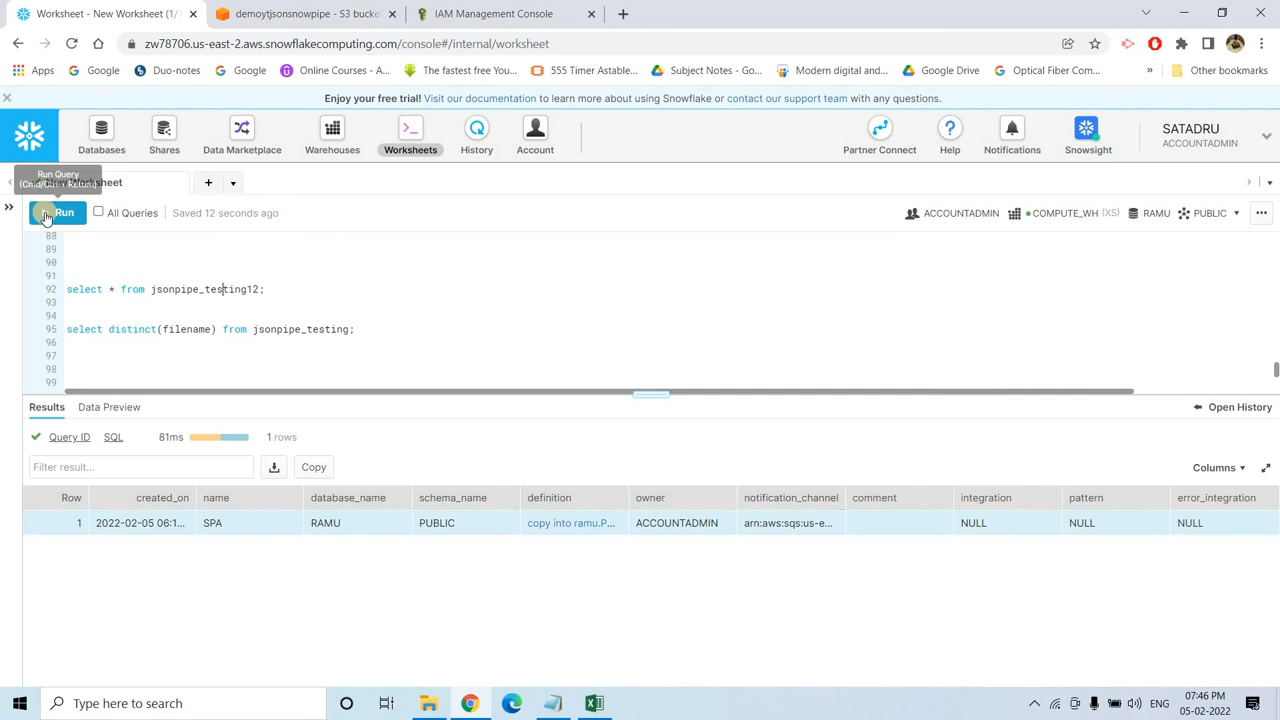 Worksheet - New Worksheet (1/
demoytjsonsnowpipe - S3 bucke
IAM Management Console
zw78706.us-east-2.aws.snowflakecomputing.com/console#/internal/worksheet
Apps
Google
Duo-notes
Google
Online Courses - A...
The fastest free You...
555 Timer Astable...
Subject Notes - Goo...
Modern digital and...
Google Drive
Optical Fiber Com...
»
Other bookmarks
Enjoy your free trial! Visit our documentation to learn more about using Snowflake or contact our support team with any questions.
Databases
Shares
Data Marketplace
Warehouses
Worksheets
History
Account
Partner Connect
Help
Notifications
Snowsight
SATADRU
ACCOUNTADMIN
Run Query
Worksheet
Run
All Queries
Saved 12 seconds ago
ACCOUNTADMIN
COMPUTE_WH (XS)
RAMU
PUBLIC
88
89
90
91
92 select * from jsonpipe_testing12;
93
94
95 select distinct(filename) from jsonpipe_testing;
96
97
98
99
Results
Data Preview
Open History
Query ID
SQL
81ms
1 rows
Filter result...
Copy
Columns
Row created_on name database_name schema_name definition owner notification_channel comment integration pattern error_integration
1 2022-02-05 06:1... SPA RAMU PUBLIC copy into ramu.P... ACCOUNTADMIN arn:aws:sqs:us-e... NULL NULL NULL
Type here to search
ENG
07:46 PM
05-02-2022